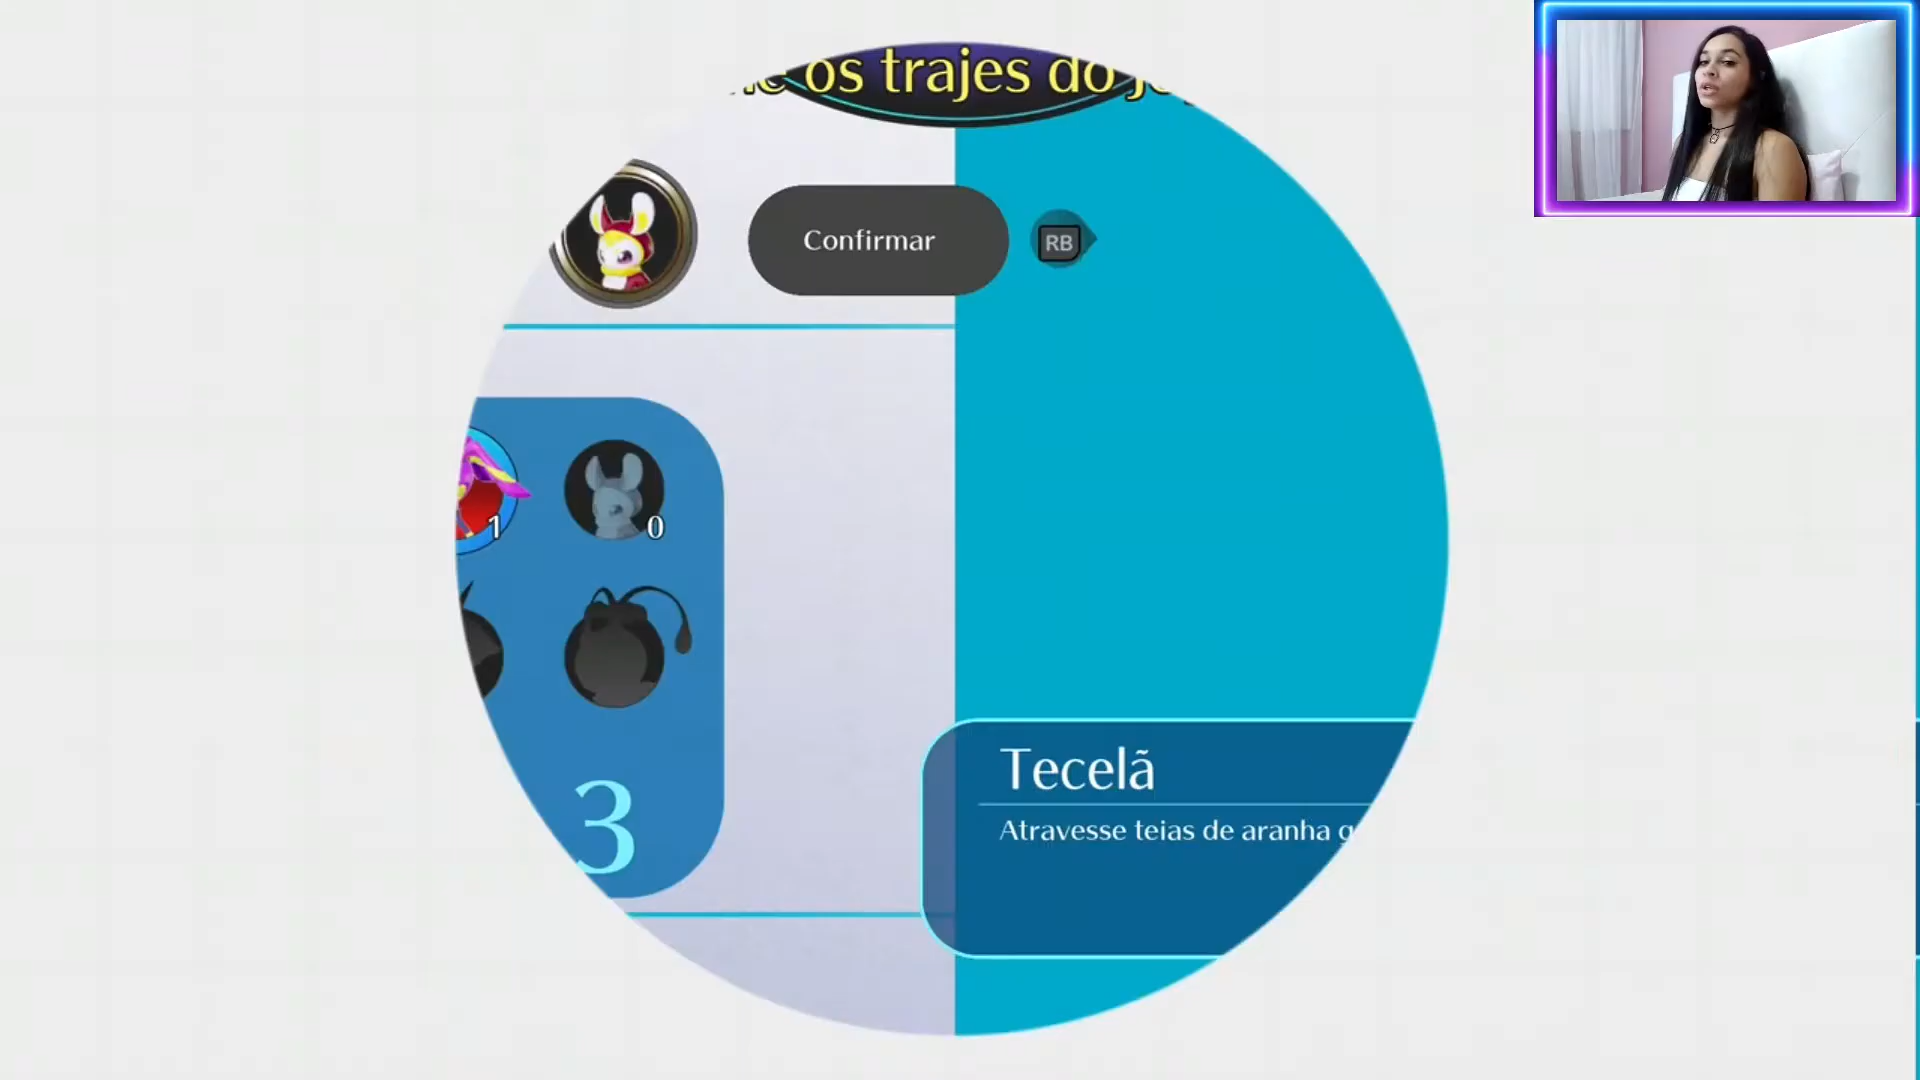 os trajes do
Confirmar
RB
1
0
3
Tecelã
Atravesse teias de aranha